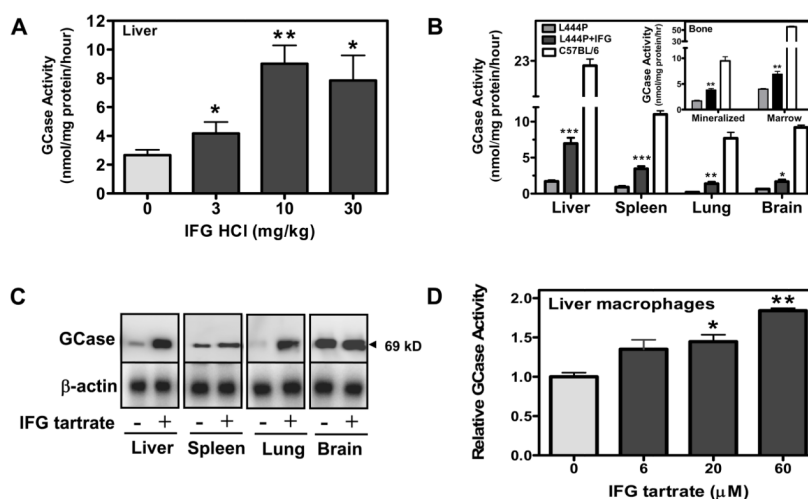 A
Liver
GCase Activity
(nmol/mg protein/hour)
12
10
8
6
4
2
0
*
**
*
0 3 10 30
IFG HCl (mg/kg)
B
L444P
L444P+IFG
C57BL/6
GCase Activity
(nmol/mg protein/hour)
23
10
5
0
***
***
**
*
Liver Spleen Lung Brain
Bone
GCase Activity
(nmol/mg protein/hr)
50
30
10
5
0
**
**
Mineralized Marrow
C
GCase
69 kD
β-actin
IFG tartrate - + - + - + - +
Liver Spleen Lung Brain
D
Liver macrophages
Relative GCase Activity
2.0
1.5
1.0
0.5
0.0
*
**
0 6 20 60
IFG tartrate (μM)